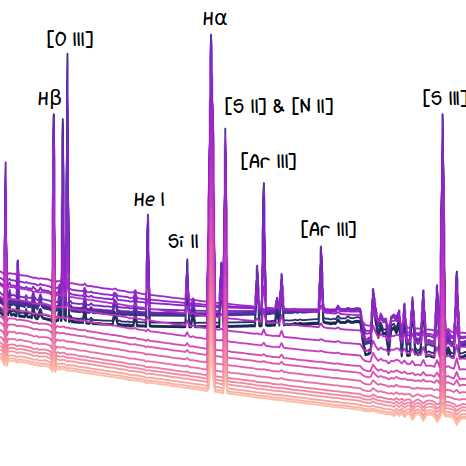 Hα
[O III]
Hβ
[S III]
[S II] & [N II]
[Ar III]
He I
[Ar III]
Si II